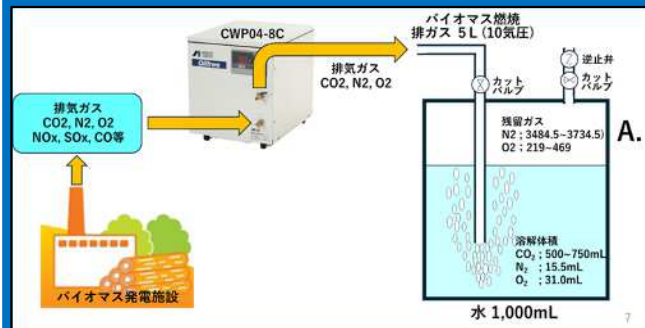 CWP04-8C
バイオマス燃焼
排ガス 5L (10気圧)
排気ガス
CO2, N2, O2
カット
バルブ
逆止弁
カット
バルブ
排気ガス
CO2, N2, O2
NOx, SOx, CO等
残留ガス
N2 ; 3484.5~3734.5)
O2 ; 219~469
A.
溶解体積
CO₂ ; 500~750mL
N₂ ; 15.5mL
O₂ ; 31.0mL
バイオマス発電施設
水 1,000mL
7